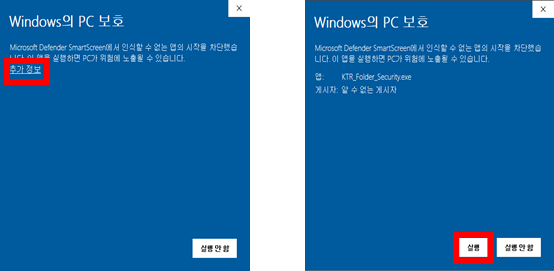 X
Windows의 PC 보호
Microsoft Defender SmartScreen에서 인식할 수 없는 앱의 시작을 차단했습
니다. 이 앱을 실행하면 PC가 위험에 노출될 수 있습니다.
추가 정보
실행 안 함
X
Windows의 PC 보호
Microsoft Defender SmartScreen에서 인식할 수 없는 앱의 시작을 차단했습
니다. 이 앱을 실행하면 PC가 위험에 노출될 수 있습니다.
앱: KTR_Folder_Security.exe
게시자: 알 수 없는 게시자
실행 실행 안 함